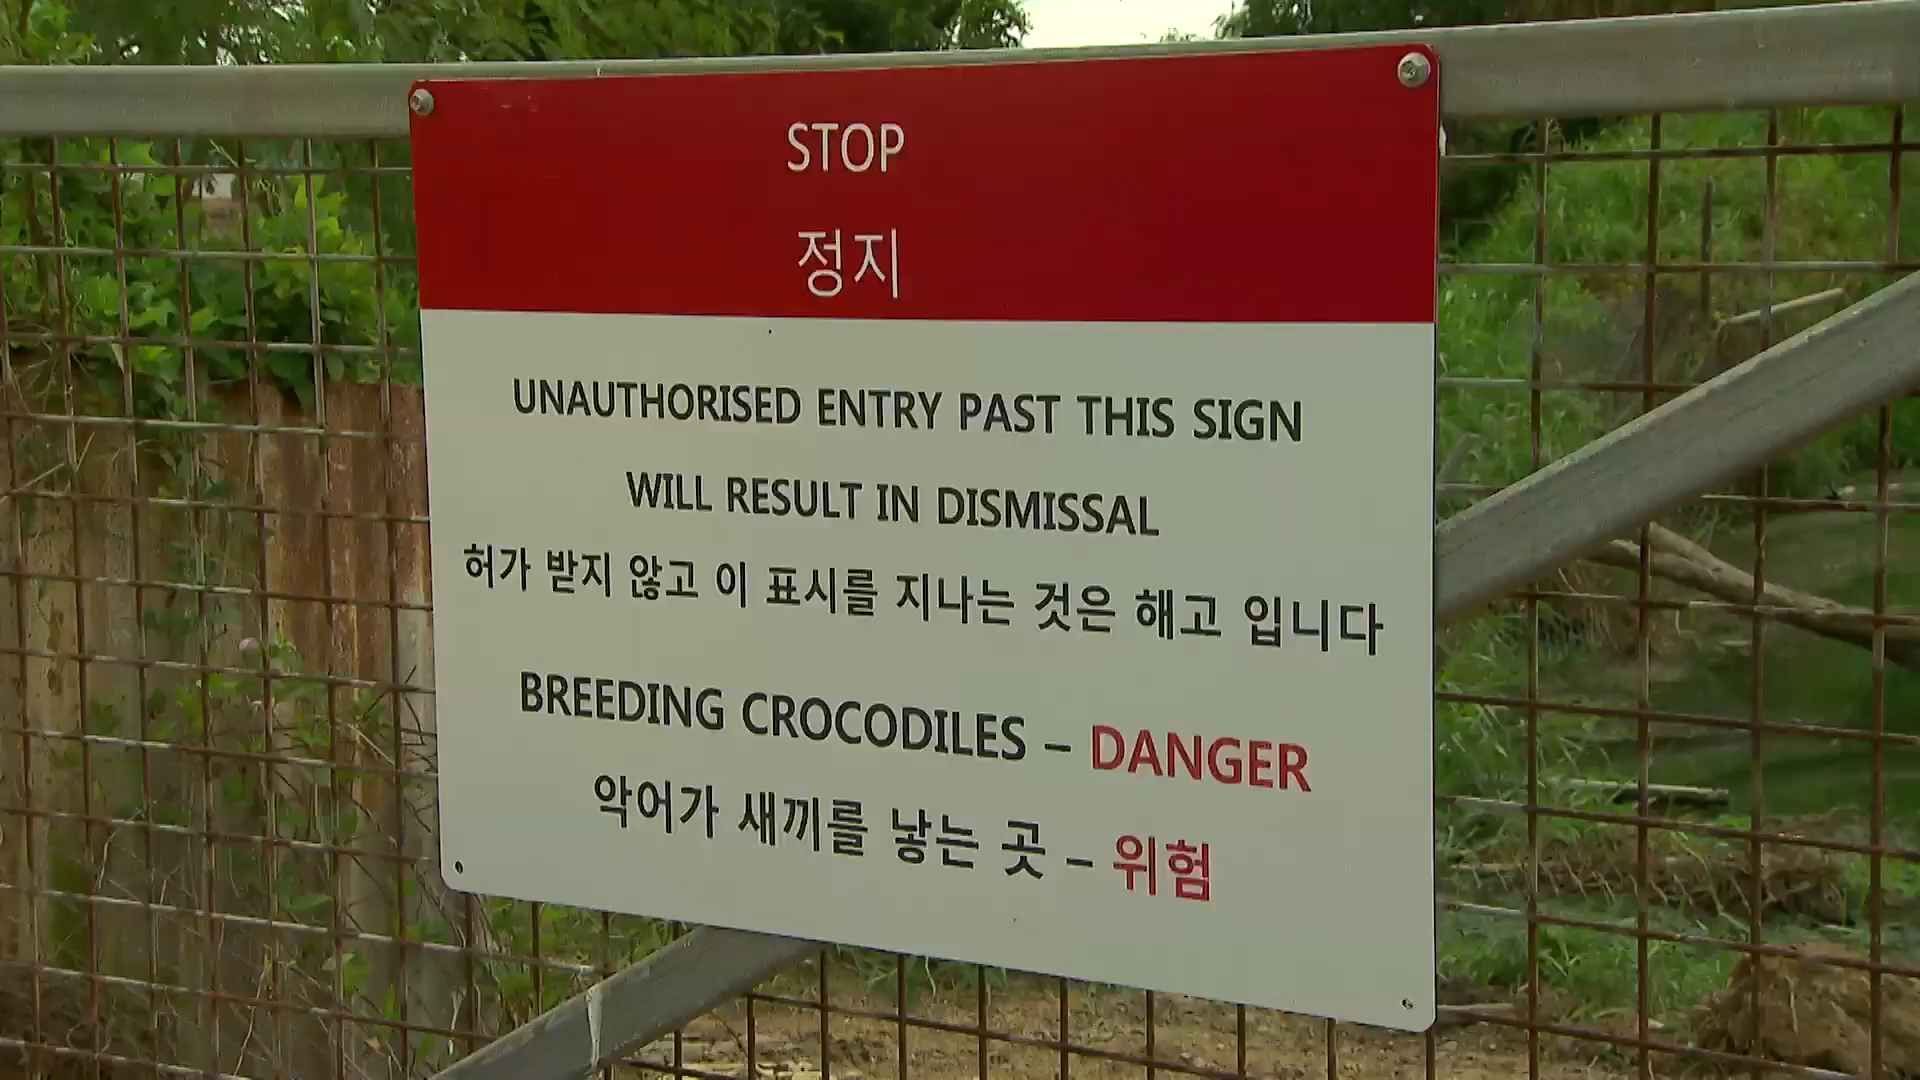 STOP
정지
UNAUTHORISED ENTRY PAST THIS SIGN
WILL RESULT IN DISMISSAL
허가 받지 않고 이 표시를 지나는 것은 해고 입니다
BREEDING CROCODILES – DANGER
악어가 새끼를 낳는 곳 – 위험